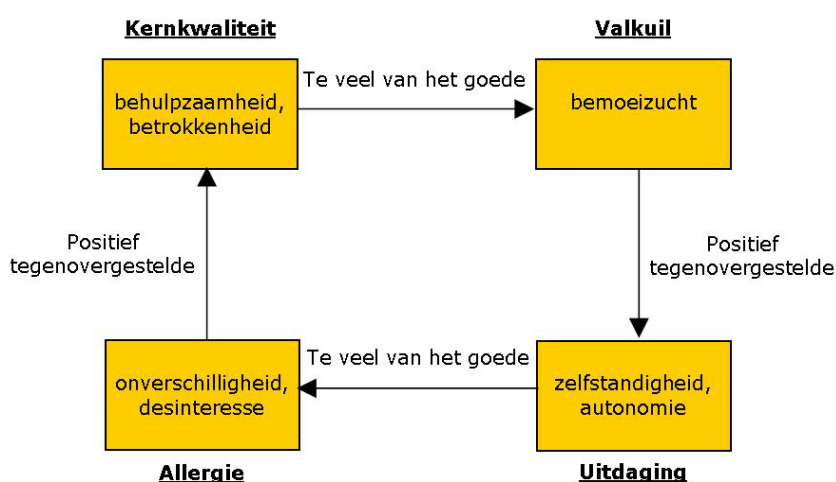 Kernkwaliteit
Valkuil
behulpzaamheid,
betrokkenheid
Te veel van het goede
bemoeizucht
Positief
tegenovergestelde
Positief
tegenovergestelde
onverschilligheid,
desinteresse
Te veel van het goede
zelfstandigheid,
autonomie
Allergie
Uitdaging